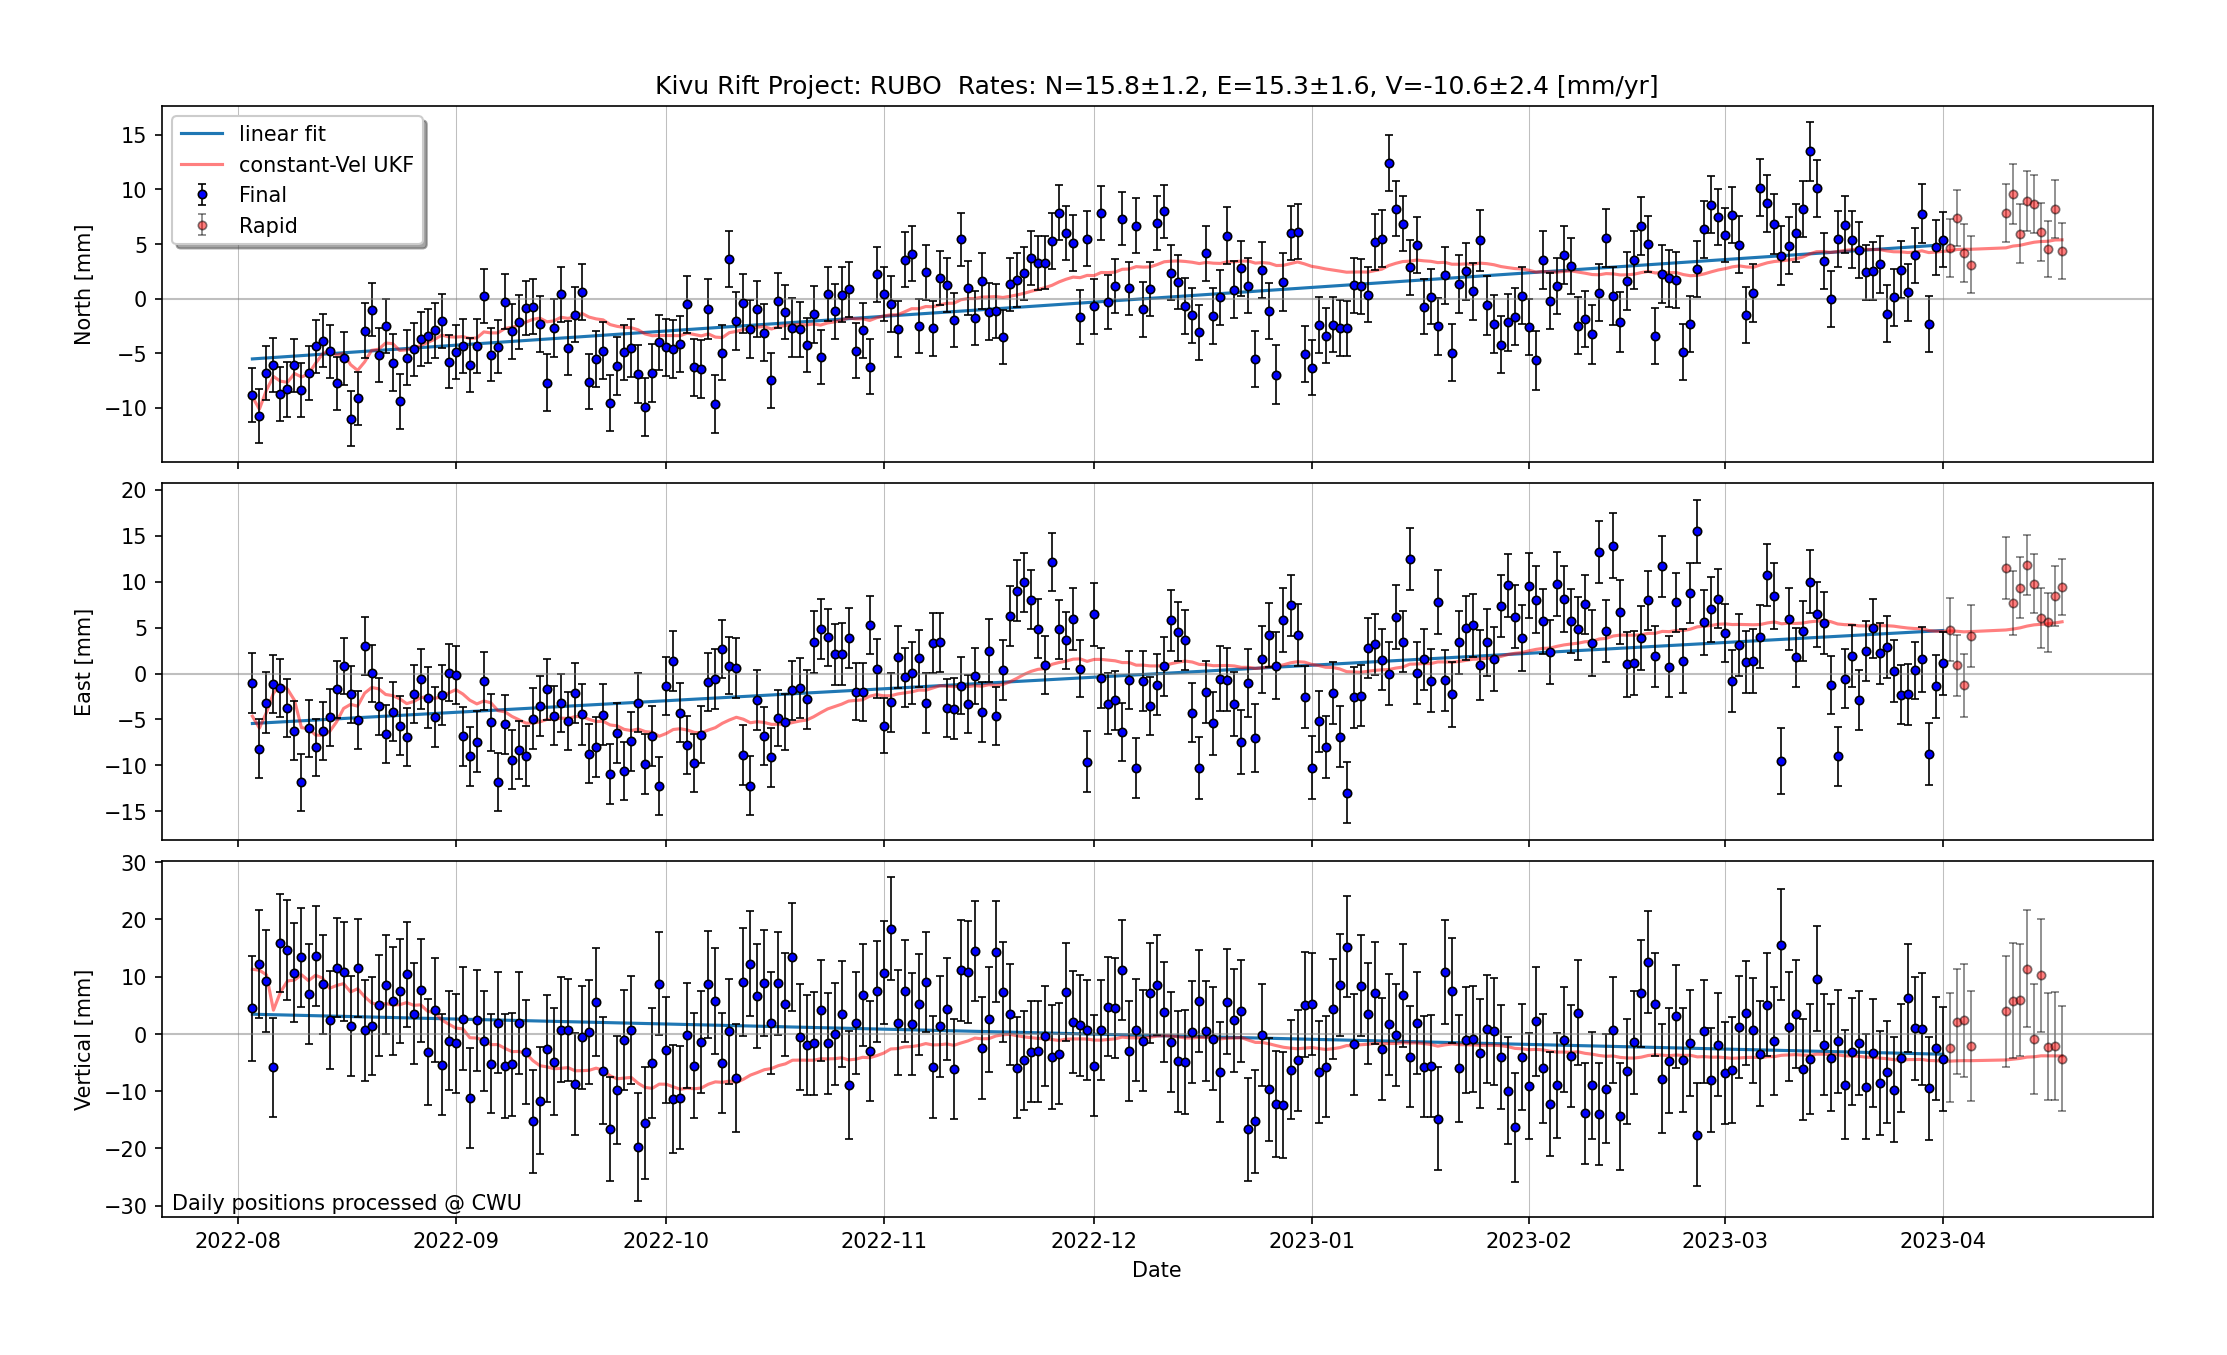 Kivu Rift Project: RUBO  Rates: N=15.8±1.2, E=15.3±1.6, V=-10.6±2.4 [mm/yr]
linear fit
constant-Vel UKF
Final
Rapid
North [mm]
15
10
5
0
−5
−10
East [mm]
20
15
10
5
0
−5
−10
−15
Vertical [mm]
30
20
10
0
−10
−20
−30
Daily positions processed @ CWU
2022-08 2022-09 2022-10 2022-11 2022-12 2023-01 2023-02 2023-03 2023-04
Date